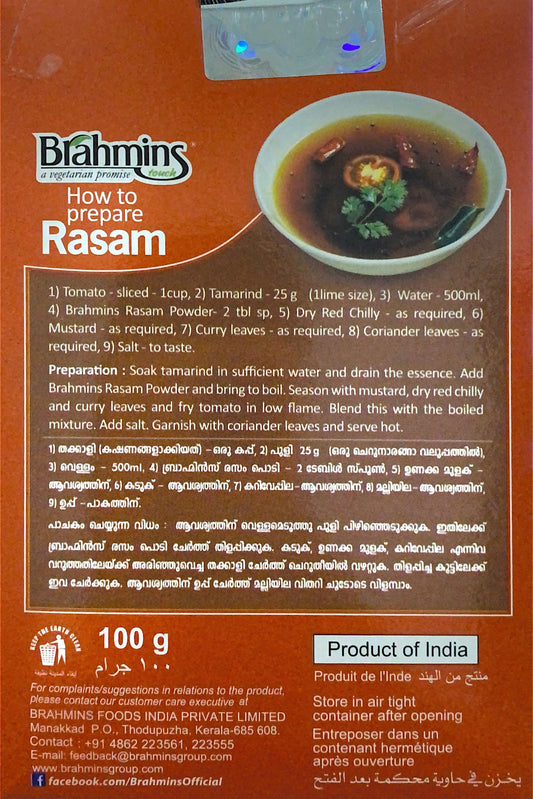 Brahmins
a vegetarian promise touch
How to
prepare
Rasam
1) Tomato - sliced - 1cup, 2) Tamarind - 25 g (1lime size), 3) Water - 500ml,
4) Brahmins Rasam Powder- 2 tbl sp, 5) Dry Red Chilly - as required, 6)
Mustard - as required, 7) Curry leaves - as required, 8) Coriander leaves - as
required, 9) Salt - to taste.
Preparation : Soak tamarind in sufficient water and drain the essence. Add
Brahmins Rasam Powder and bring to boil. Season with mustard, dry red chilly
and curry leaves and fry tomato in low flame. Blend this with the boiled
mixture. Add salt. Garnish with coriander leaves and serve hot.
1) തക്കാളി (കഷണങ്ങളാക്കിയത്) - ഒരു കപ്പ്, 2) പുളി 25 g (ഒരു ചെറുനാരങ്ങാ വലുപ്പത്തിൽ),
3) വെള്ളം - 500ml, 4) ബ്രാഹ്മിൻസ് രസം പൊടി - 2 ടേബിൾ സ്പൂൺ, 5) ഉണക്ക മുളക് -
ആവശ്യത്തിന്, 6) കടുക് - ആവശ്യത്തിന്, 7) കറിവേപ്പില - ആവശ്യത്തിന്, 8) മല്ലിയില - ആവശ്യത്തിന്,
9) ഉപ്പ് - പാകത്തിന്.
പാചകം ചെയ്യുന്ന വിധം : ആവശ്യത്തിന് വെള്ളമെടുത്തു പുളി പിഴിഞ്ഞെടുക്കുക. ഇതിലേക്ക്
ബ്രാഹ്മിൻസ് രസം പൊടി ചേർത്ത് തിളപ്പിക്കുക. കടുക്, ഉണക്ക മുളക്, കറിവേപ്പില എന്നിവ
വറുത്തതിലേയ്ക്ക് അരിഞ്ഞുവെച്ച തക്കാളി ചേർത്ത് ചെറുതീയിൽ വഴറ്റുക. തിളപ്പിച്ച കൂട്ടിലേക്ക്
ഇവ ചേർക്കുക. ആവശ്യത്തിന് ഉപ്പ് ചേർത്ത് മല്ലിയില വിതറി ചൂടോടെ വിളമ്പാം.
KEEP THE EARTH CLEAN
إبقاء المدينة نظيفة
100 g
١٠٠ جرام
For complaints/suggestions in relations to the product,
please contact our customer care executive at
BRAHMINS FOODS INDIA PRIVATE LIMITED
Manakkad P.O., Thodupuzha, Kerala-685 608.
Contact : +91 4862 223561, 223555
E-mail: feedback@brahminsgroup.com
www.brahminsgroup.com
f facebook.com/BrahminsOfficial
Product of India
Produit de l'Inde منتج من الهند
Store in air tight
container after opening
Entreposer dans un
contenant hermétique
après ouverture
يخزن في حاوية محكمة بعد الفتح